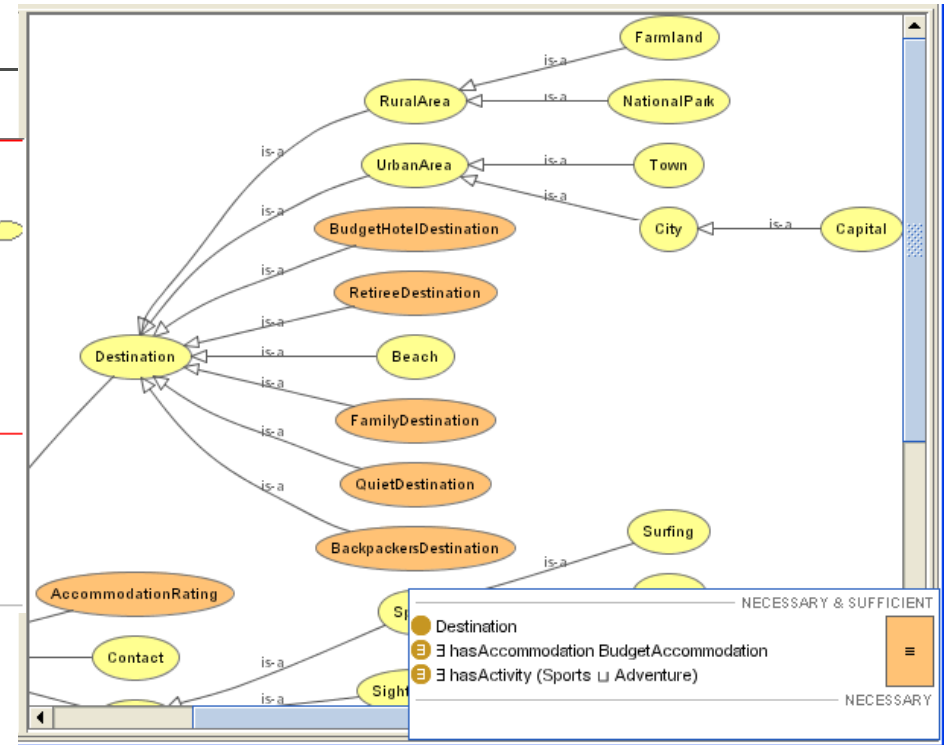 Farmland
is-a
RuralArea
is-a
NationalPark
is-a
UrbanArea
is-a
Town
is-a
is-a
BudgetHotelDestination
City
is-a
Capital
is-a
RetireeDestination
is-a
Destination
is-a
Beach
is-a
FamilyDestination
is-a
QuietDestination
is-a
BackpackersDestination
Surfing
is-a
AccommodationRating
Sp
NECESSARY & SUFFICIENT
Destination
∃ hasAccommodation BudgetAccommodation
≡
∃ hasActivity (Sports ⊔ Adventure)
NECESSARY
Contact
is-a
Sight
is-a